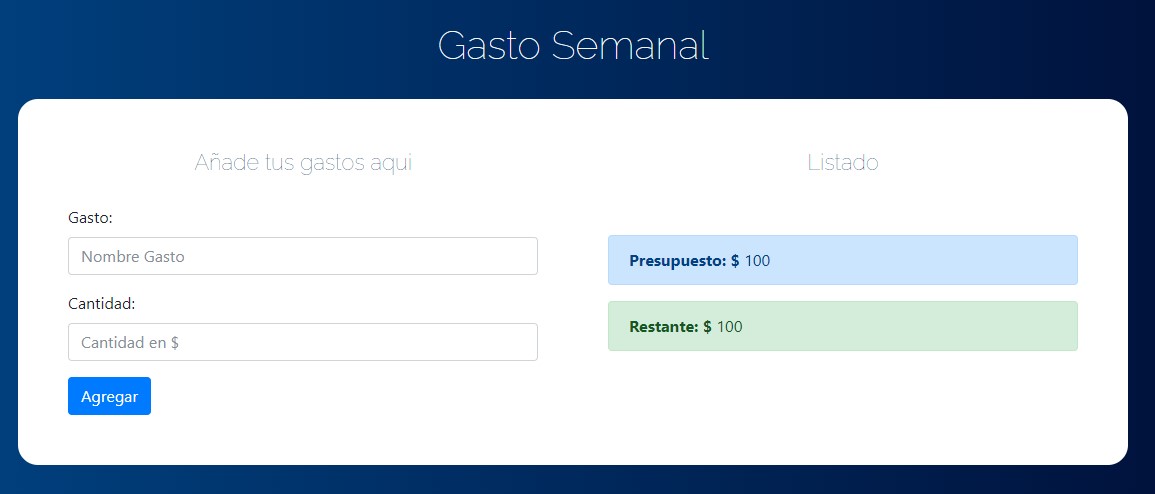 Gasto Semanal
Añade tus gastos aqui
Gasto:
Nombre Gasto
Cantidad:
Cantidad en $
Agregar
Listado
Presupuesto: $ 100
Restante: $ 100